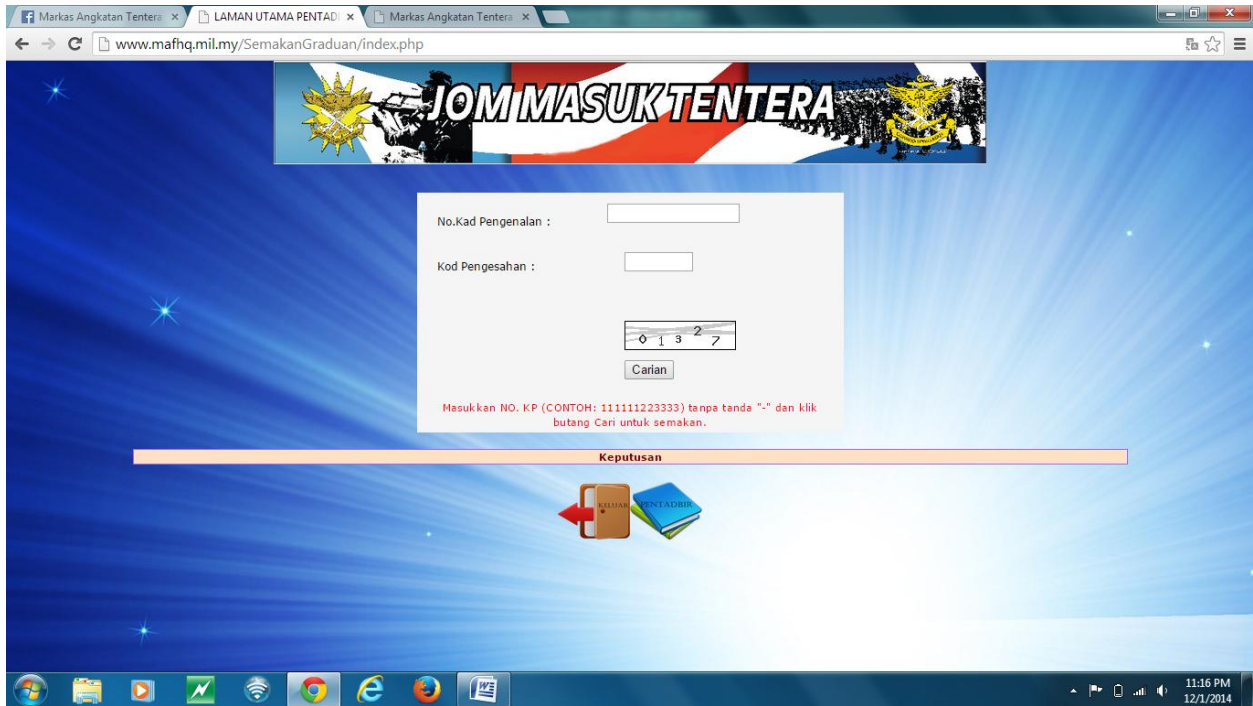 Markas Angkatan Tentera
LAMAN UTAMA PENTADI
Markas Angkatan Tentera
www.mafhq.mil.my/SemakanGraduan/index.php
JOM MASUK TENTERA
No.Kad Pengenalan :
Kod Pengesahan :
0 1 3 2 7
Carian
Masukkan NO. KP (CONTOH: 111111223333) tanpa tanda "-" dan klik
butang Cari untuk semakan.
Keputusan
KELUAR
PENTADBIR
11:16 PM
12/1/2014